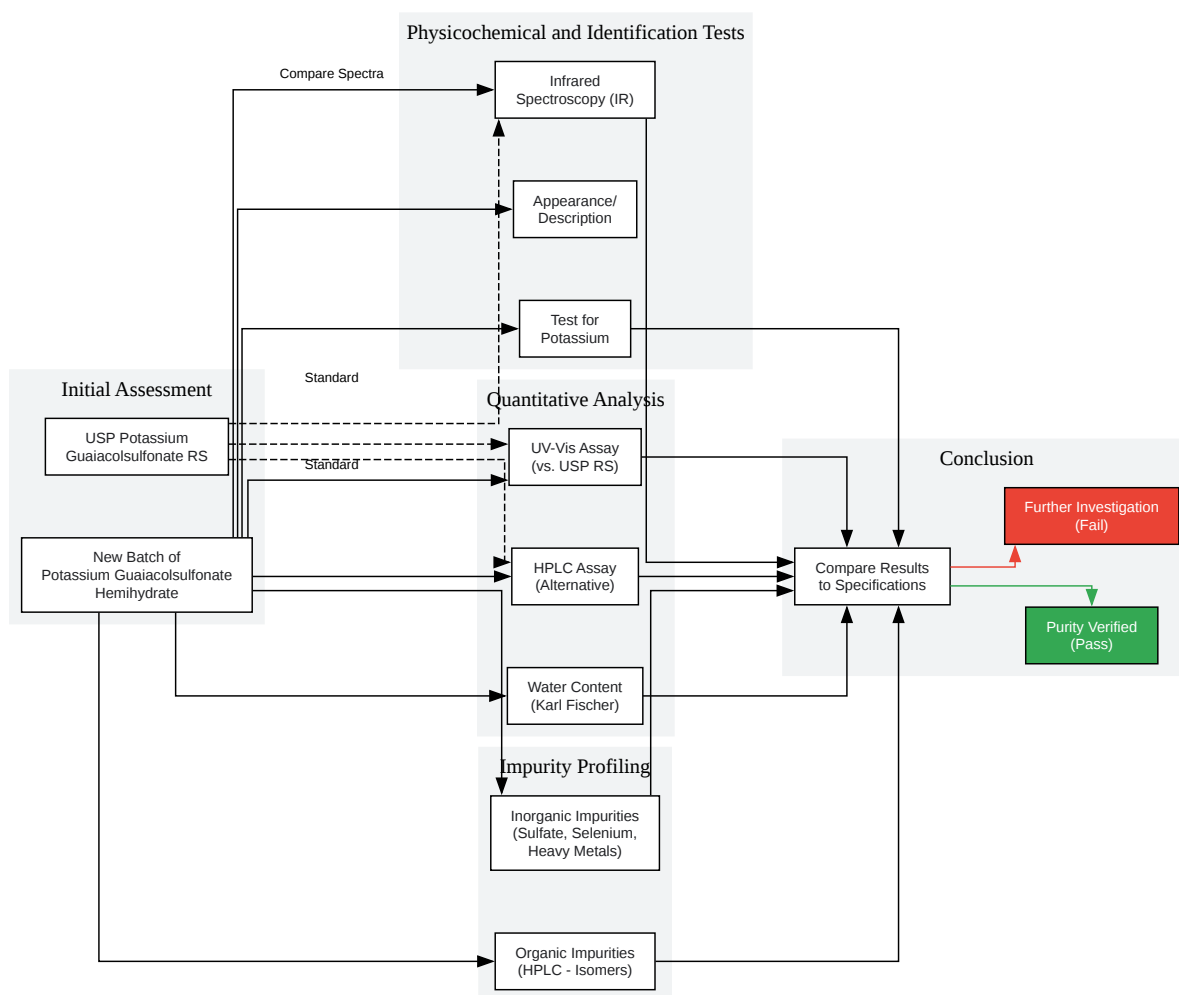 Physicochemical and Identification Tests
Compare Spectra
Infrared
Spectroscopy (IR)
Appearance/
Description
Test for
Potassium
Standard
Initial Assessment
USP Potassium
Guaiacolsulfonate RS
New Batch of
Potassium Guaiacolsulfonate
Hemihydrate
Quantitative Analysis
Standard
UV-Vis Assay
(vs. USP RS)
HPLC Assay
(Alternative)
Water Content
(Karl Fischer)
Impurity Profiling
Inorganic Impurities
(Sulfate, Selenium,
Heavy Metals)
Organic Impurities
(HPLC - Isomers)
Conclusion
Further Investigation
(Fail)
Compare Results
to Specifications
Purity Verified
(Pass)